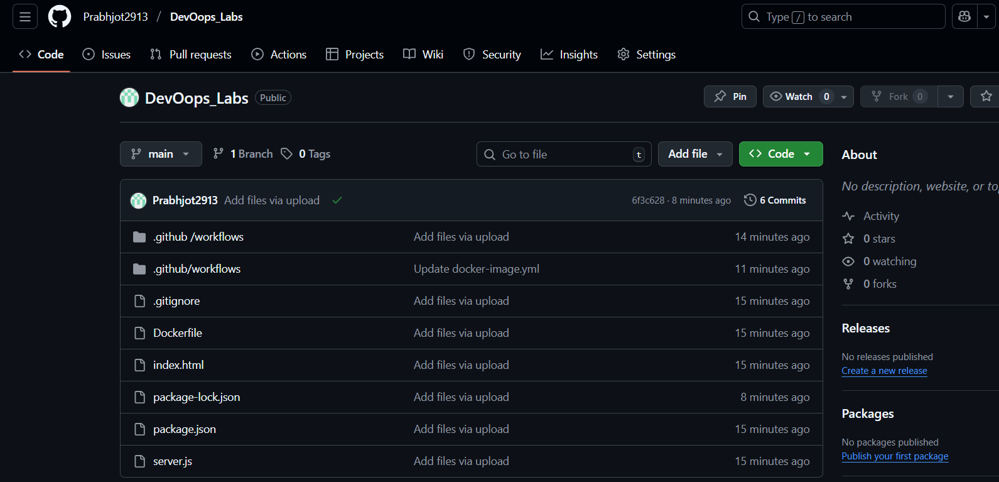 Prabhjot2913 / DevOops_Labs
Type / to search
Code Issues Pull requests Actions Projects Wiki Security Insights Settings
DevOops_Labs Public
Pin Watch 0 Fork 0
main 1 Branch 0 Tags
Go to file t Add file Code
Prabhjot2913 Add files via upload 6f3c628 · 8 minutes ago 6 Commits
.github /workflows Add files via upload 14 minutes ago
.github/workflows Update docker-image.yml 11 minutes ago
.gitignore Add files via upload 15 minutes ago
Dockerfile Add files via upload 15 minutes ago
index.html Add files via upload 15 minutes ago
package-lock.json Add files via upload 8 minutes ago
package.json Add files via upload 15 minutes ago
server.js Add files via upload 15 minutes ago
About
No description, website, or
Activity
0 stars
0 watching
0 forks
Releases
No releases published
Create a new release
Packages
No packages published
Publish your first package